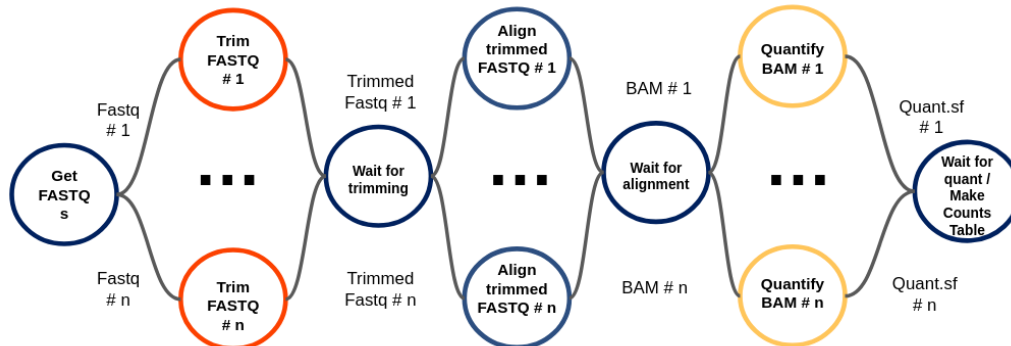 Get
FASTQ
s
Fastq
# 1
Fastq
# n
Trim
FASTQ
# 1
Trim
FASTQ
# n
Trimmed
Fastq # 1
Wait for
trimming
Trimmed
Fastq # n
Align
trimmed
FASTQ # 1
Align
trimmed
FASTQ # n
BAM # 1
Wait for
alignment
BAM # n
Quantify
BAM # 1
Quantify
BAM # n
Quant.sf
# 1
Wait for
quant /
Make
Counts
Table
Quant.sf
# n